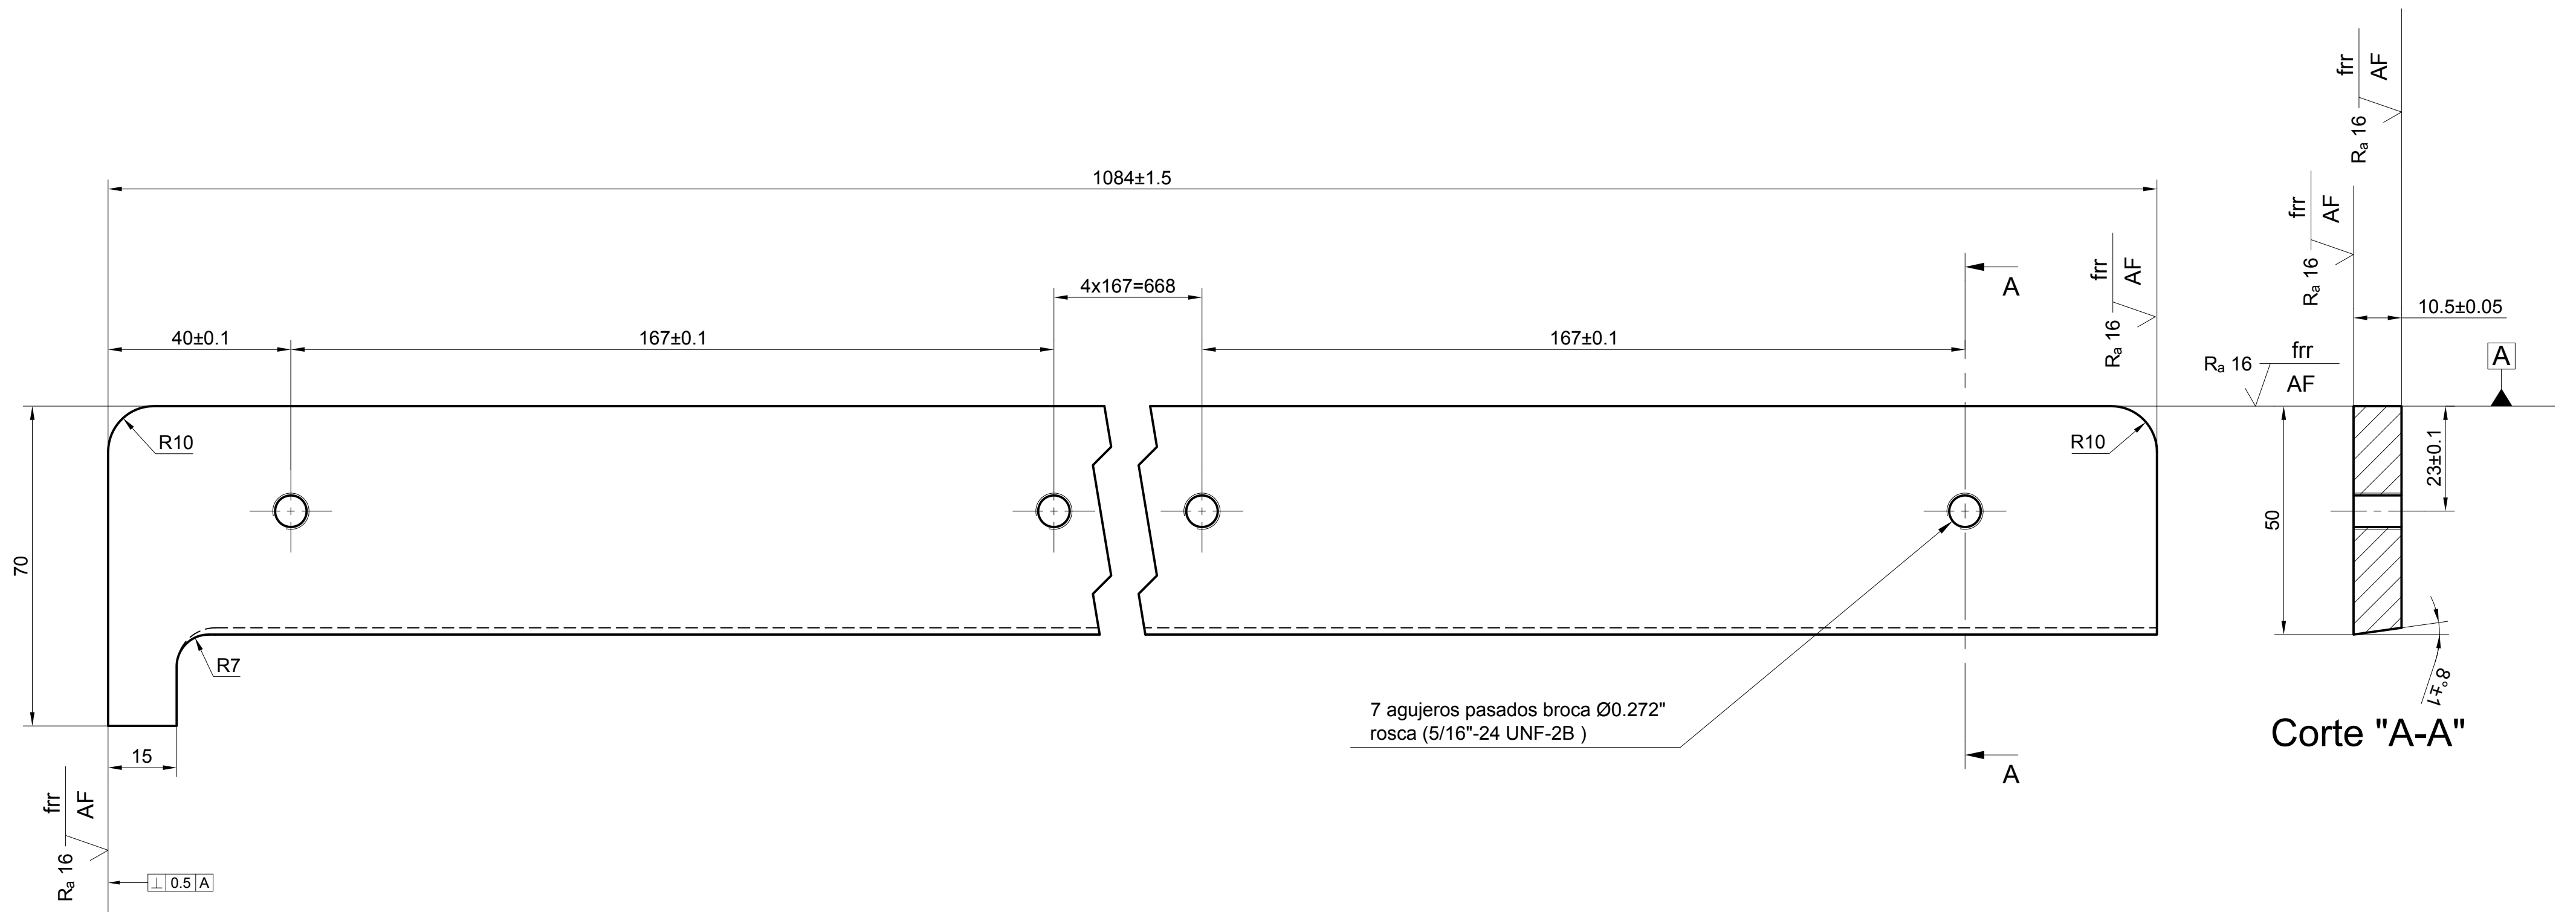 frr
AF
Ra 16
1084±1.5
frr
AF
Ra 16
frr
AF
Ra 16
4x167=668
A
10.5±0.05
40±0.1
167±0.1
167±0.1
Ra 16
frr
AF
A
R10
R10
23±0.1
50
70
R7
8°±1
7 agujeros pasados broca Ø0.272"
rosca (5/16"-24 UNF-2B )
Corte "A-A"
15
A
frr
AF
Ra 16
⊥ 0.5 A